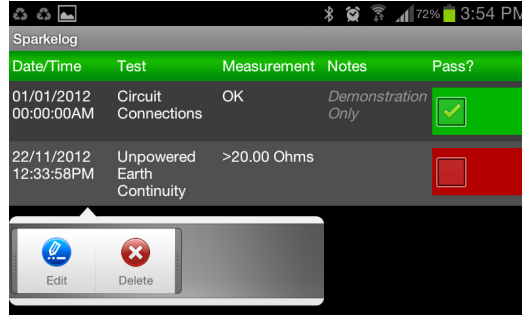 72% 3:54 PM
Sparkelog
Date/Time Test Measurement Notes Pass?
01/01/2012 Circuit OK Demonstration
00:00:00AM Connections Only
22/11/2012 Unpowered >20.00 Ohms
12:33:58PM Earth
Continuity
Edit Delete